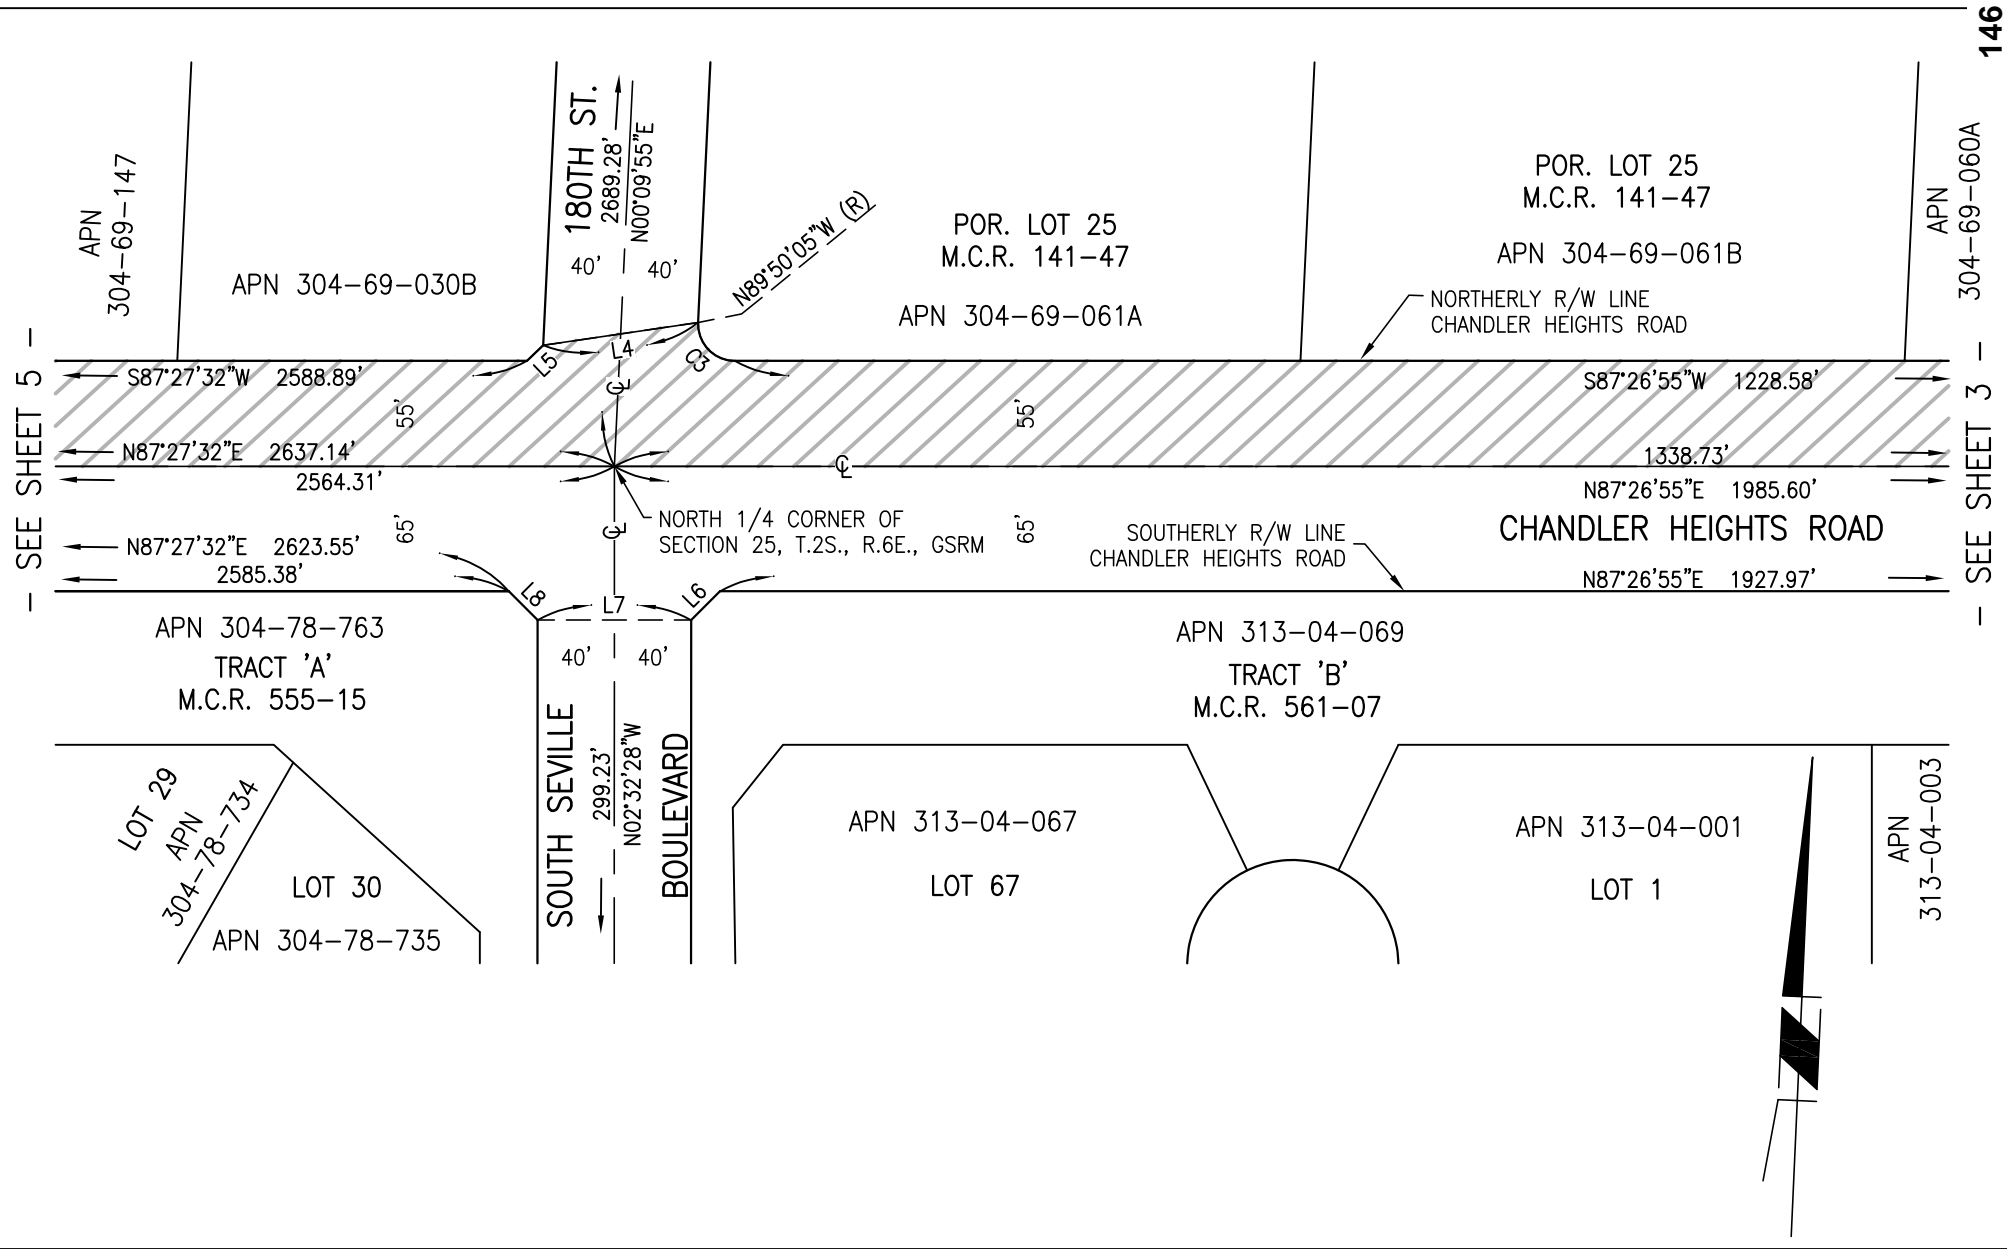 146
APN
304-69-147
APN 304-69-030B
180TH ST.
2689.28'
N00°09'55"E
40'
40'
N89°50'05"W (R)
POR. LOT 25
M.C.R. 141-47
APN 304-69-061A
POR. LOT 25
M.C.R. 141-47
APN 304-69-061B
NORTHERLY R/W LINE
CHANDLER HEIGHTS ROAD
APN
304-69-060A
- SEE SHEET 5 -
- SEE SHEET 3 -
L5
L4
C3
S87°27'32"W 2588.89'
S87°26'55"W 1228.58'
55'
℄
55'
N87°27'32"E 2637.14'
2564.31'
℄
1338.73'
N87°26'55"E 1985.60'
65'
℄
NORTH 1/4 CORNER OF
SECTION 25, T.2S., R.6E., GSRM
65'
SOUTHERLY R/W LINE
CHANDLER HEIGHTS ROAD
CHANDLER HEIGHTS ROAD
N87°27'32"E 2623.55'
2585.38'
N87°26'55"E 1927.97'
L8
L7
L6
APN 304-78-763
TRACT 'A'
M.C.R. 555-15
40'
40'
APN 313-04-069
TRACT 'B'
M.C.R. 561-07
SOUTH SEVILLE
299.23'
N02°32'28"W
BOULEVARD
LOT 29
APN
304-78-734
LOT 30
APN 304-78-735
APN 313-04-067
LOT 67
APN 313-04-001
LOT 1
APN
313-04-003
N